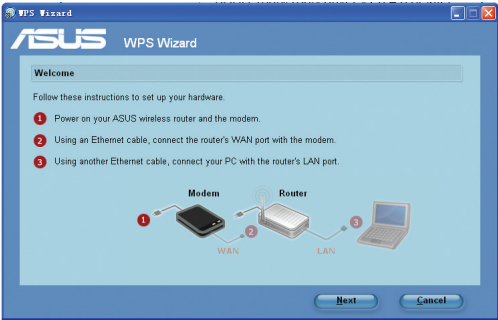 WPS Wizard
ASUS WPS Wizard
Welcome
Follow these instructions to set up your hardware.
1 Power on your ASUS wireless router and the modem.
2 Using an Ethernet cable, connect the router's WAN port with the modem.
3 Using another Ethernet cable, connect your PC with the router's LAN port.
Modem Router
1 2 3
WAN LAN
Next Cancel